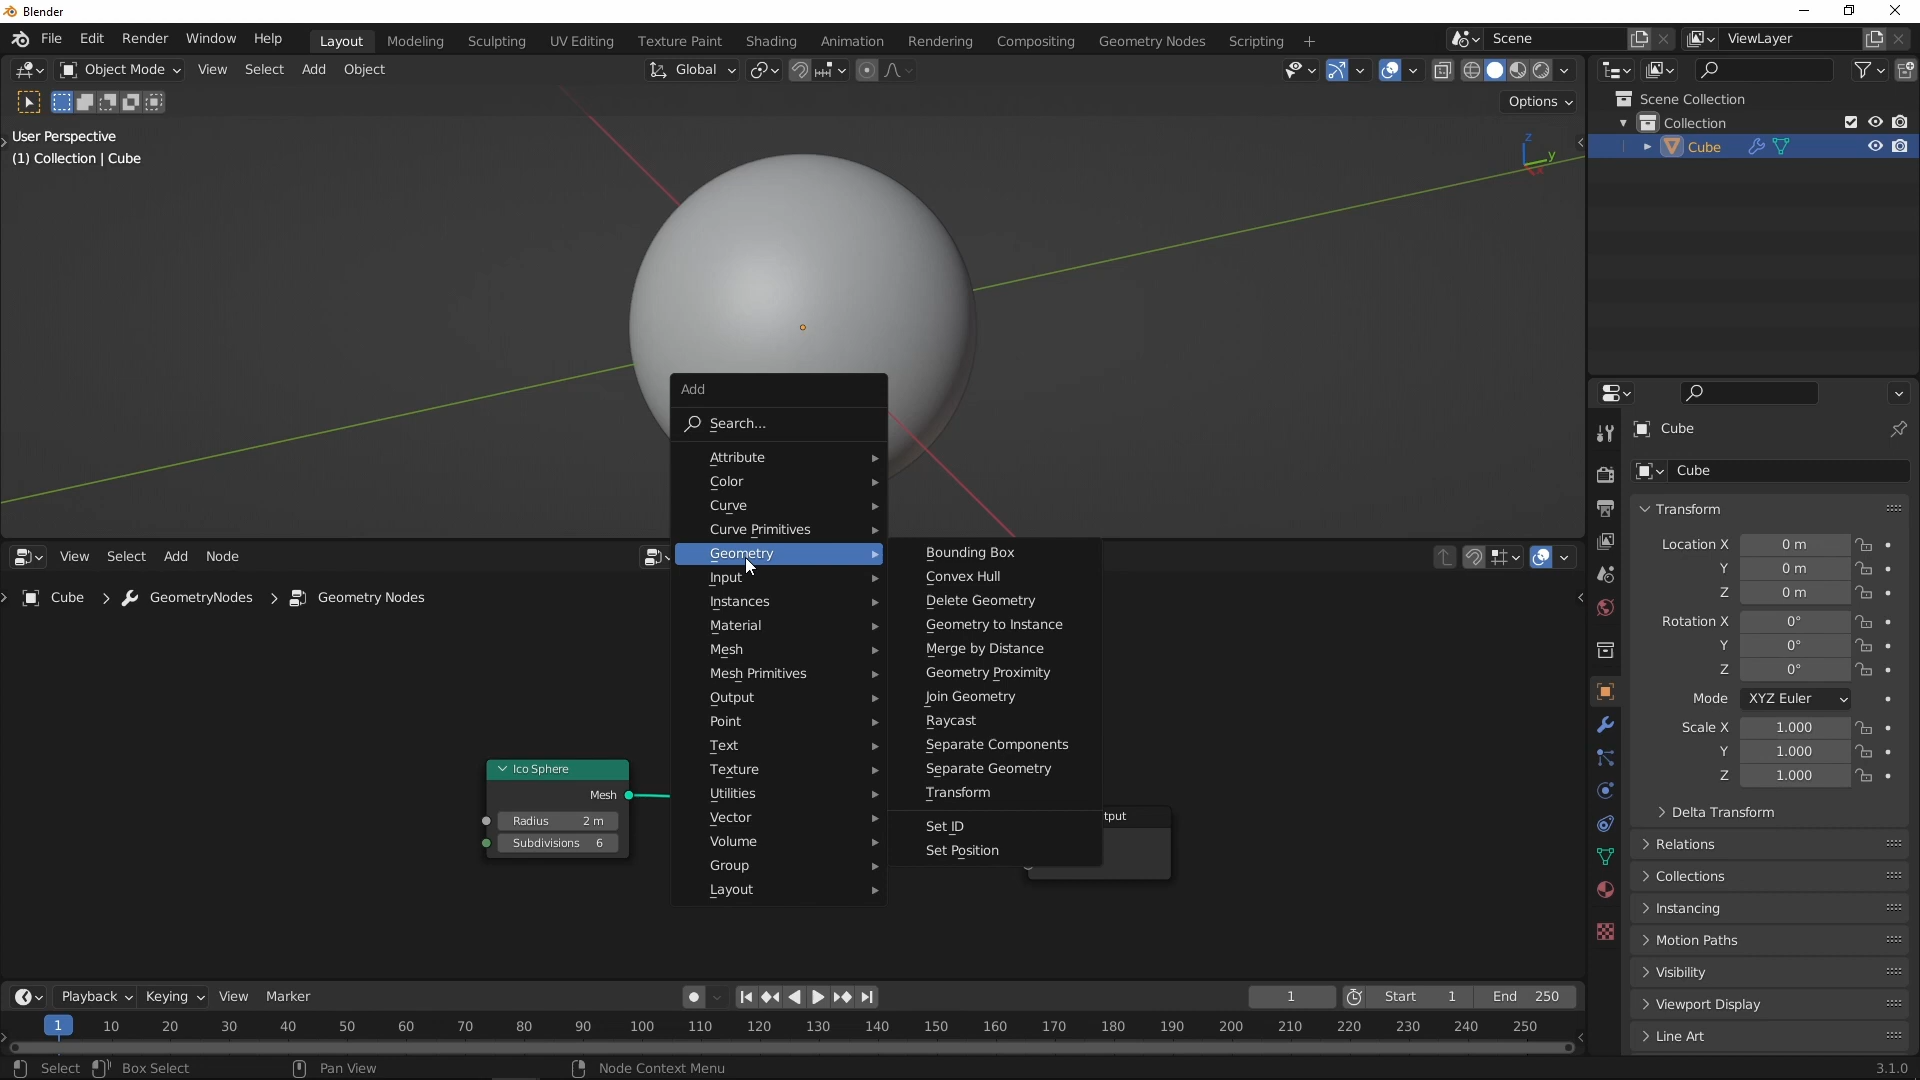 Blender
File Edit Render Window Help Layout Modeling Sculpting UV Editing Texture Paint Shading Animation Rendering Compositing Geometry Nodes Scripting + Scene ViewLayer
Object Mode View Select Add Object Global
Options
User Perspective
(1) Collection | Cube
Z
Y
Scene Collection
Collection
Cube
Add
Search...
Attribute
Color
Curve
Curve Primitives
Geometry
Input
Instances
Material
Mesh
Mesh Primitives
Output
Point
Text
Texture
Utilities
Vector
Volume
Group
Layout
Bounding Box
Convex Hull
Delete Geometry
Geometry to Instance
Merge by Distance
Geometry Proximity
Join Geometry
Raycast
Separate Components
Separate Geometry
Transform
Set ID
Set Position
View Select Add Node
Cube > GeometryNodes > Geometry Nodes
Ico Sphere
Mesh
Radius 2 m
Subdivisions 6
tput
Cube
Cube
Transform
Location X 0 m
Y 0 m
Z 0 m
Rotation X 0°
Y 0°
Z 0°
Mode XYZ Euler
Scale X 1.000
Y 1.000
Z 1.000
Delta Transform
Relations
Collections
Instancing
Motion Paths
Visibility
Viewport Display
Line Art
Playback Keying View Marker 1 Start 1 End 250
1 10 20 30 40 50 60 70 80 90 100 110 120 130 140 150 160 170 180 190 200 210 220 230 240 250
Select Box Select Pan View Node Context Menu 3.1.0